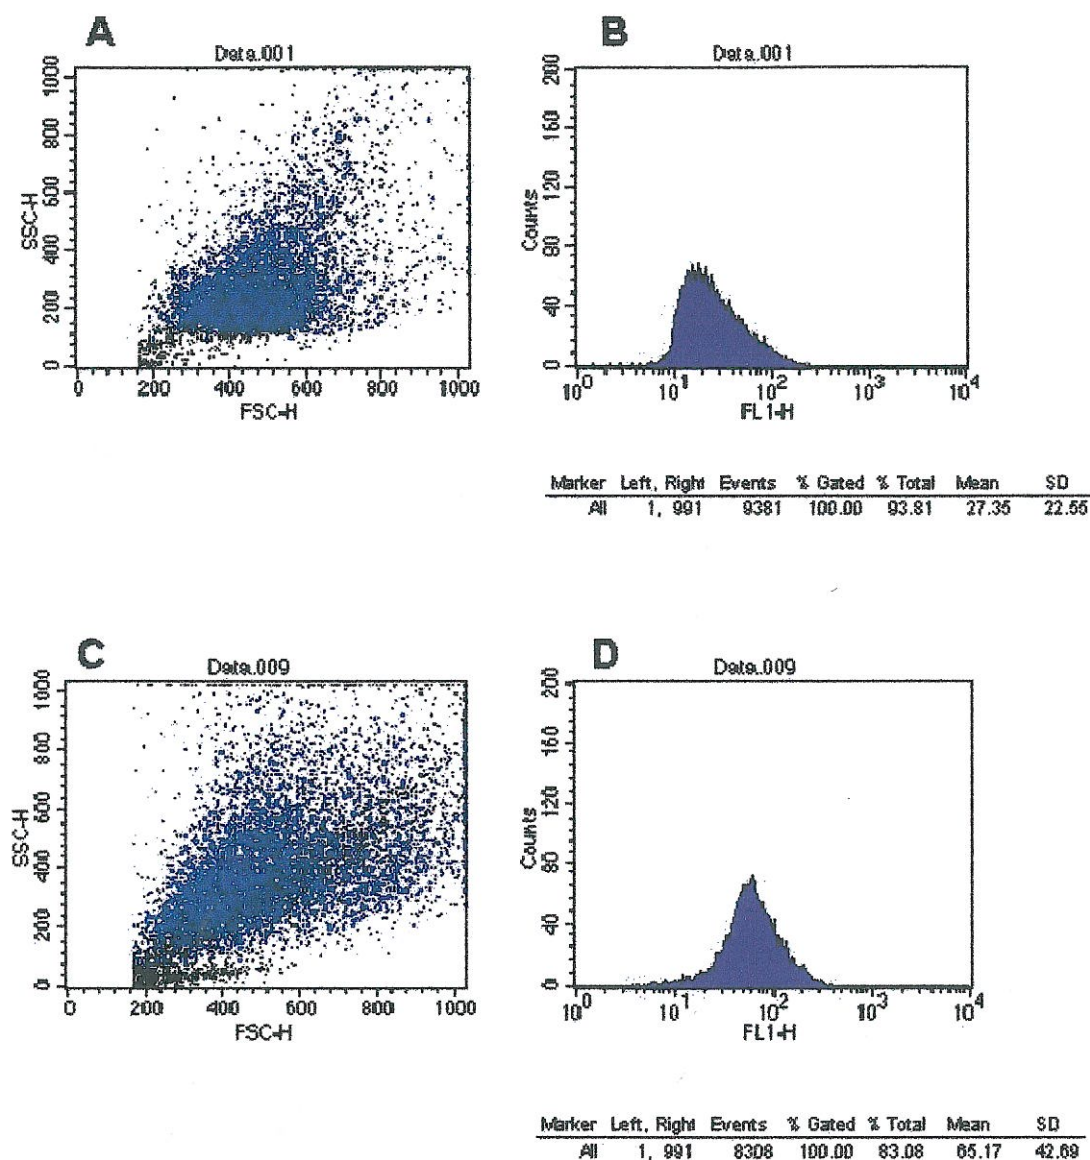 A
B
Data.001
Data.001
1000
800
600
400
200
0
SSC-H
0 200 400 600 800 1000
FSC-H
200
160
120
80
40
0
Counts
10^0 10^1 10^2 10^3 10^4
FL1-H
Marker Left, Right Events % Gated % Total Mean SD
All 1, 991 9381 100.00 93.81 27.35 22.55
C
D
Data.009
Data.009
1000
800
600
400
200
0
SSC-H
0 200 400 600 800 1000
FSC-H
200
160
120
80
40
0
Counts
10^0 10^1 10^2 10^3 10^4
FL1-H
Marker Left, Right Events % Gated % Total Mean SD
All 1, 991 8308 100.00 83.08 65.17 42.69